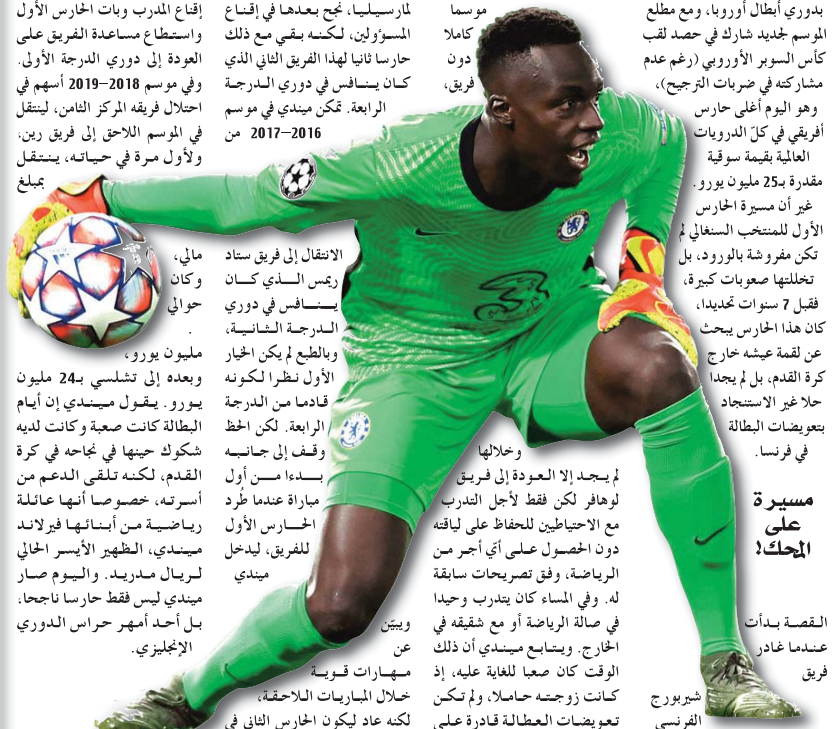 بدوري أبطال أوروبا، ومع مطلع
الموسم لجديد شارك في حصد لقب
كأس السوبر الأوروبي (رغم عدم
مشاركته في ضربات الترجيح)،
وهو اليوم أغلى حارس
أفريقي في كلّ الدرويات
العالمية بقيمة سوقية
مقدرة بـ25 مليون يورو.
غير أن مسيرة الحارس
الأول للمنتخب السنغالي لم
تكن مفروشة بالورود، بل
تخللتها صعوبات كبيرة،
فقبل 7 سنوات تحديدا،
كان هذا الحارس يبحث
عن لقمة عيشه خارج
كرة القدم، بل لم يجدا
حلا غير الاستنجاد
بتعويضات البطالة
في فرنسا.
مسيرة
على
المحك!
القصة بدأت
عندما غادر
فريق
شيربورج
الفرنسي
موسما
كاملا
دون
فريق،
وخلالها
لم يجد إلا العودة إلى فريق
لوهافر لكن فقط لأجل التدرب
مع الاحتياطيين للحفاظ على لياقته
دون الحصول على أي أجر من
الرياضة، وفق تصريحات سابقة
له. وفي المساء كان يتدرب وحيدا
في صالة الرياضة أو مع شقيقه في
الخارج. ويتابع ميندي أن ذلك
الوقت كان صعبا للغاية عليه، إذ
كانت زوجته حاملا، ولم تكن
تعويضات العطالة قادرة على
لمارسيليا، نجح بعدها في إقناع
المسؤولين، لكنه بقي مع ذلك
حارسا ثانيا لهذا الفريق الثاني الذي
كان ينافس في دوري الدرجة
الرابعة. تمكن ميندي في موسم
2016–2017 من
الانتقال إلى فريق ستاد
ريمس الذي كان
ينافس في دوري
الدرجة الثانية،
وبالطبع لم يكن الخيار
الأول نظرا لكونه
قادما من الدرجة
الرابعة. لكن الحظ
وقف إلى جانبه
بدءا من أول
مباراة عندما طُرد
الحارس الأول
للفريق، ليدخل
ميندي
ويبيّن
عن
مهارات قوية
خلال المباريات اللاحقة،
لكنه عاد ليكون الحارس الثاني في
إقناع المدرب وبات الحارس الأول
واستطاع مساعدة الفريق على
العودة إلى دوري الدرجة الأولى.
وفي موسم 2018–2019 أسهم في
احتلال فريقه المركز الثامن، لينتقل
في الموسم اللاحق إلى فريق رين،
ولأول مرة في حياته، ينتقل
بمبلغ
مالي،
وكان
حوالي
.
مليون يورو،
وبعده إلى تشلسي بـ24 مليون
يورو. يقول ميندي إن أيام
البطالة كانت صعبة وكانت لديه
شكوك حينها في نجاحه في كرة
القدم، لكنه تلقى الدعم من
أسرته، خصوصا أنها عائلة
رياضية من أبنائها فيرلاند
ميندي، الظهير الأيسر الحالي
لريال مدريد. واليوم صار
ميندي ليس فقط حارسا ناجحا،
بل أحد أمهر حراس الدوري
الإنجليزي.